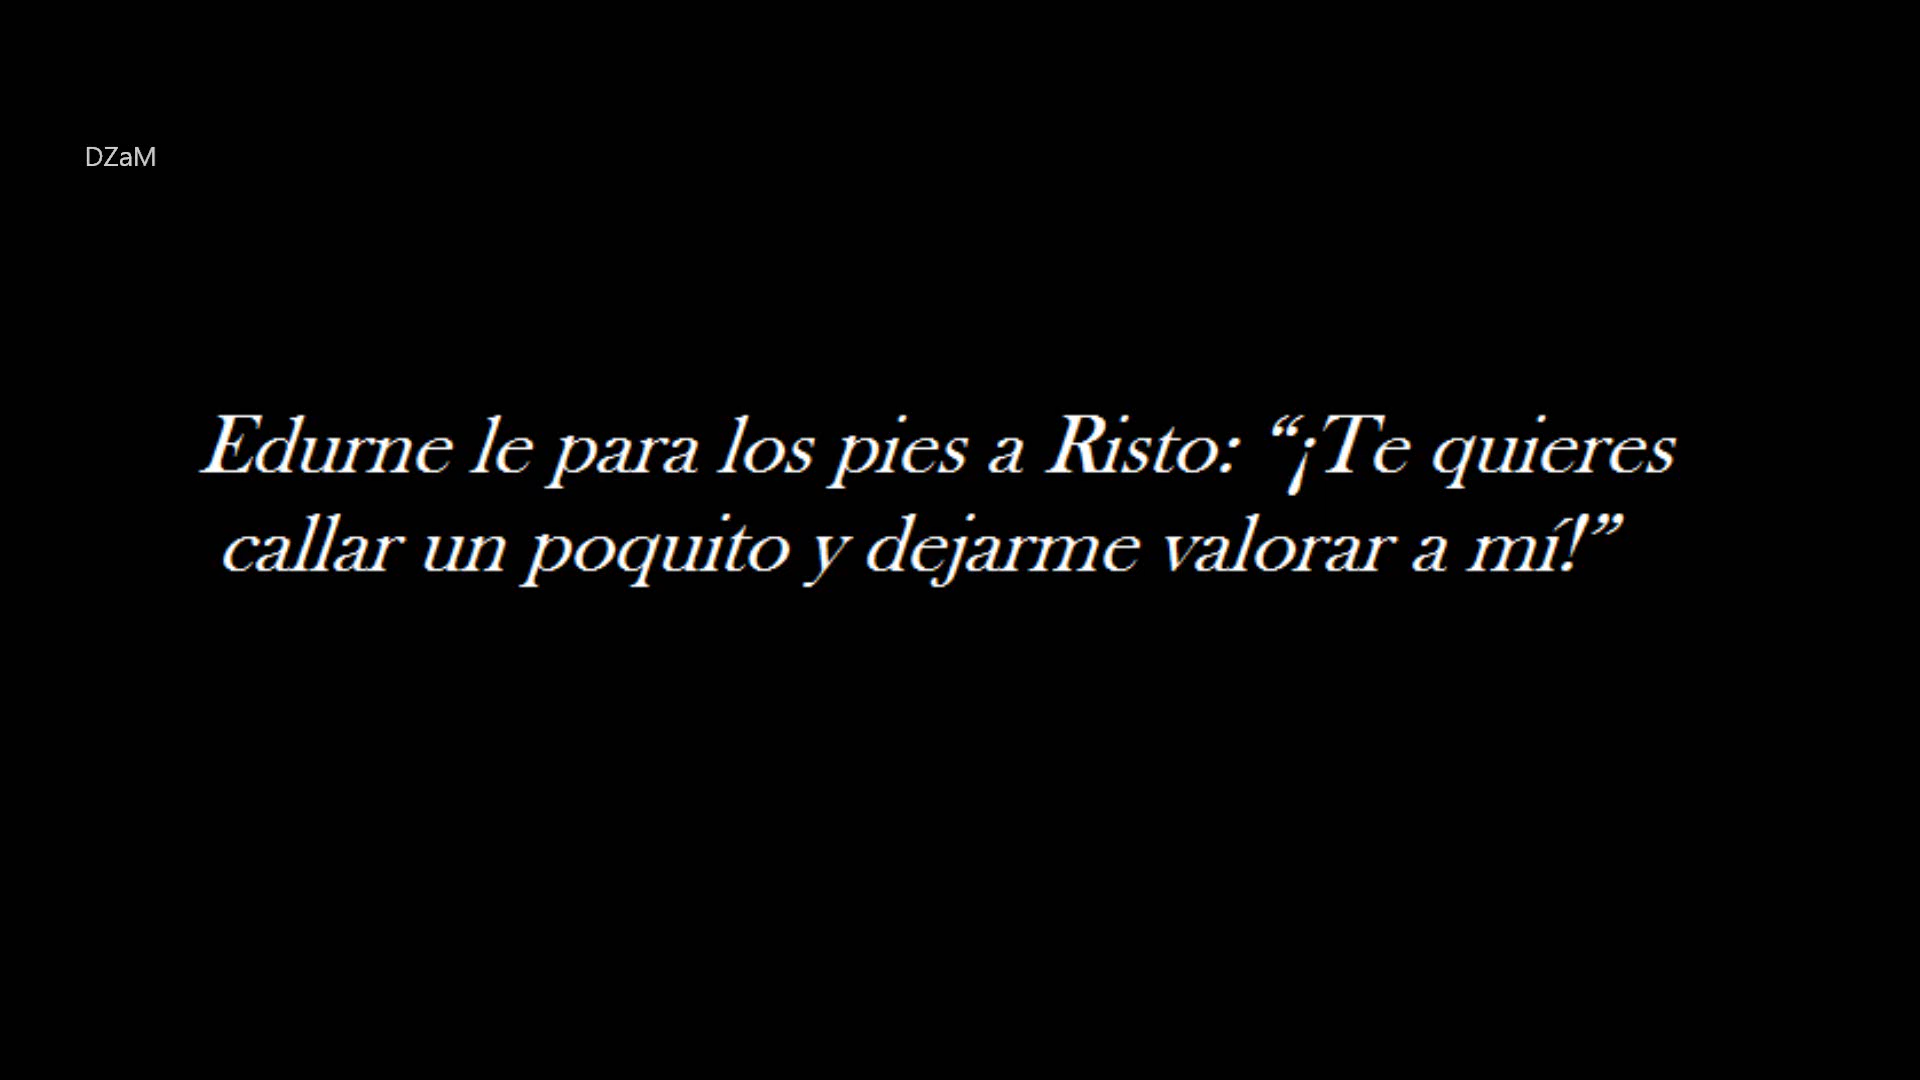 DZaM
Edurne le para los pies a Risto: “¡Te quieres
callar un poquito y dejarme valorar a mí!”